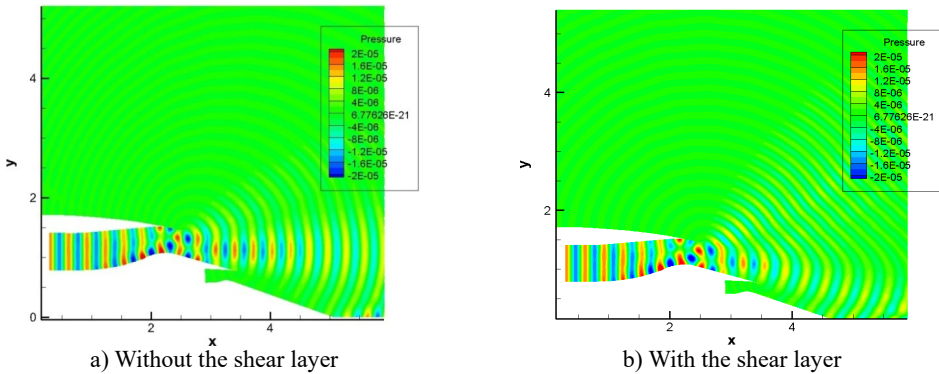 Pressure
2E-05
1.6E-05
1.2E-05
8E-06
4E-06
6.77626E-21
-4E-06
-8E-06
-1.2E-05
-1.6E-05
-2E-05
y
4
2
0
2
4
x
a) Without the shear layer
Pressure
2E-05
1.6E-05
1.2E-05
8E-06
4E-06
6.77626E-21
-4E-06
-8E-06
-1.2E-05
-1.6E-05
-2E-05
y
4
2
2
4
x
b) With the shear layer